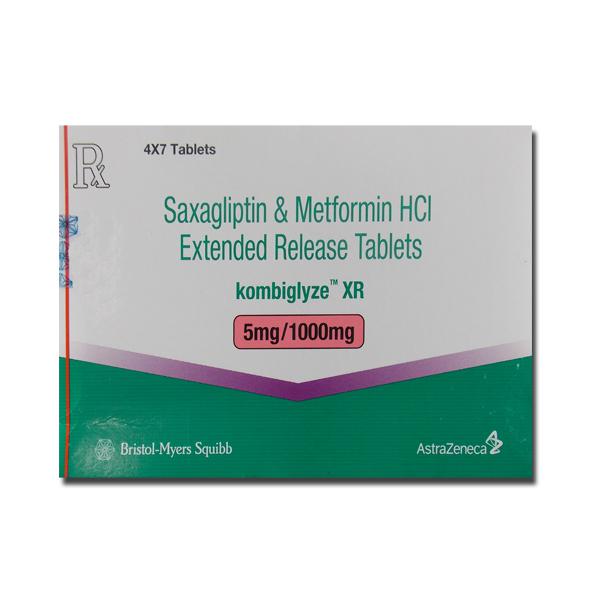 Rx
4X7 Tablets
Saxagliptin & Metformin HCl
Extended Release Tablets
kombiglyze™ XR
5mg/1000mg
Bristol-Myers Squibb
AstraZeneca